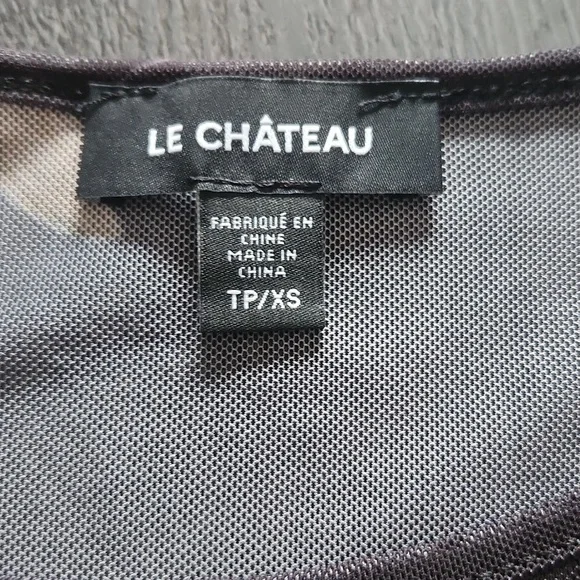 LE CHÂTEAU
FABRIQUÉ EN
CHINE
MADE IN
CHINA
TP/XS